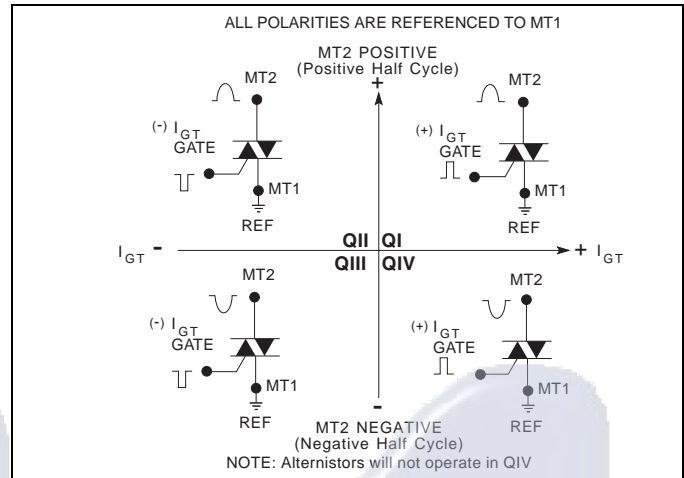 ALL POLARITIES ARE REFERENCED TO MT1
MT2 POSITIVE
(Positive Half Cycle)
+
MT2
(-) I GT
GATE
MT1
REF
MT2
(+) I GT
GATE
MT1
REF
I GT -
QII QI
QIII QIV
+ I GT
MT2
(-) I GT
GATE
MT1
REF
MT2
(+) I GT
GATE
MT1
REF
-
MT2 NEGATIVE
(Negative Half Cycle)
NOTE: Alternistors will not operate in QIV